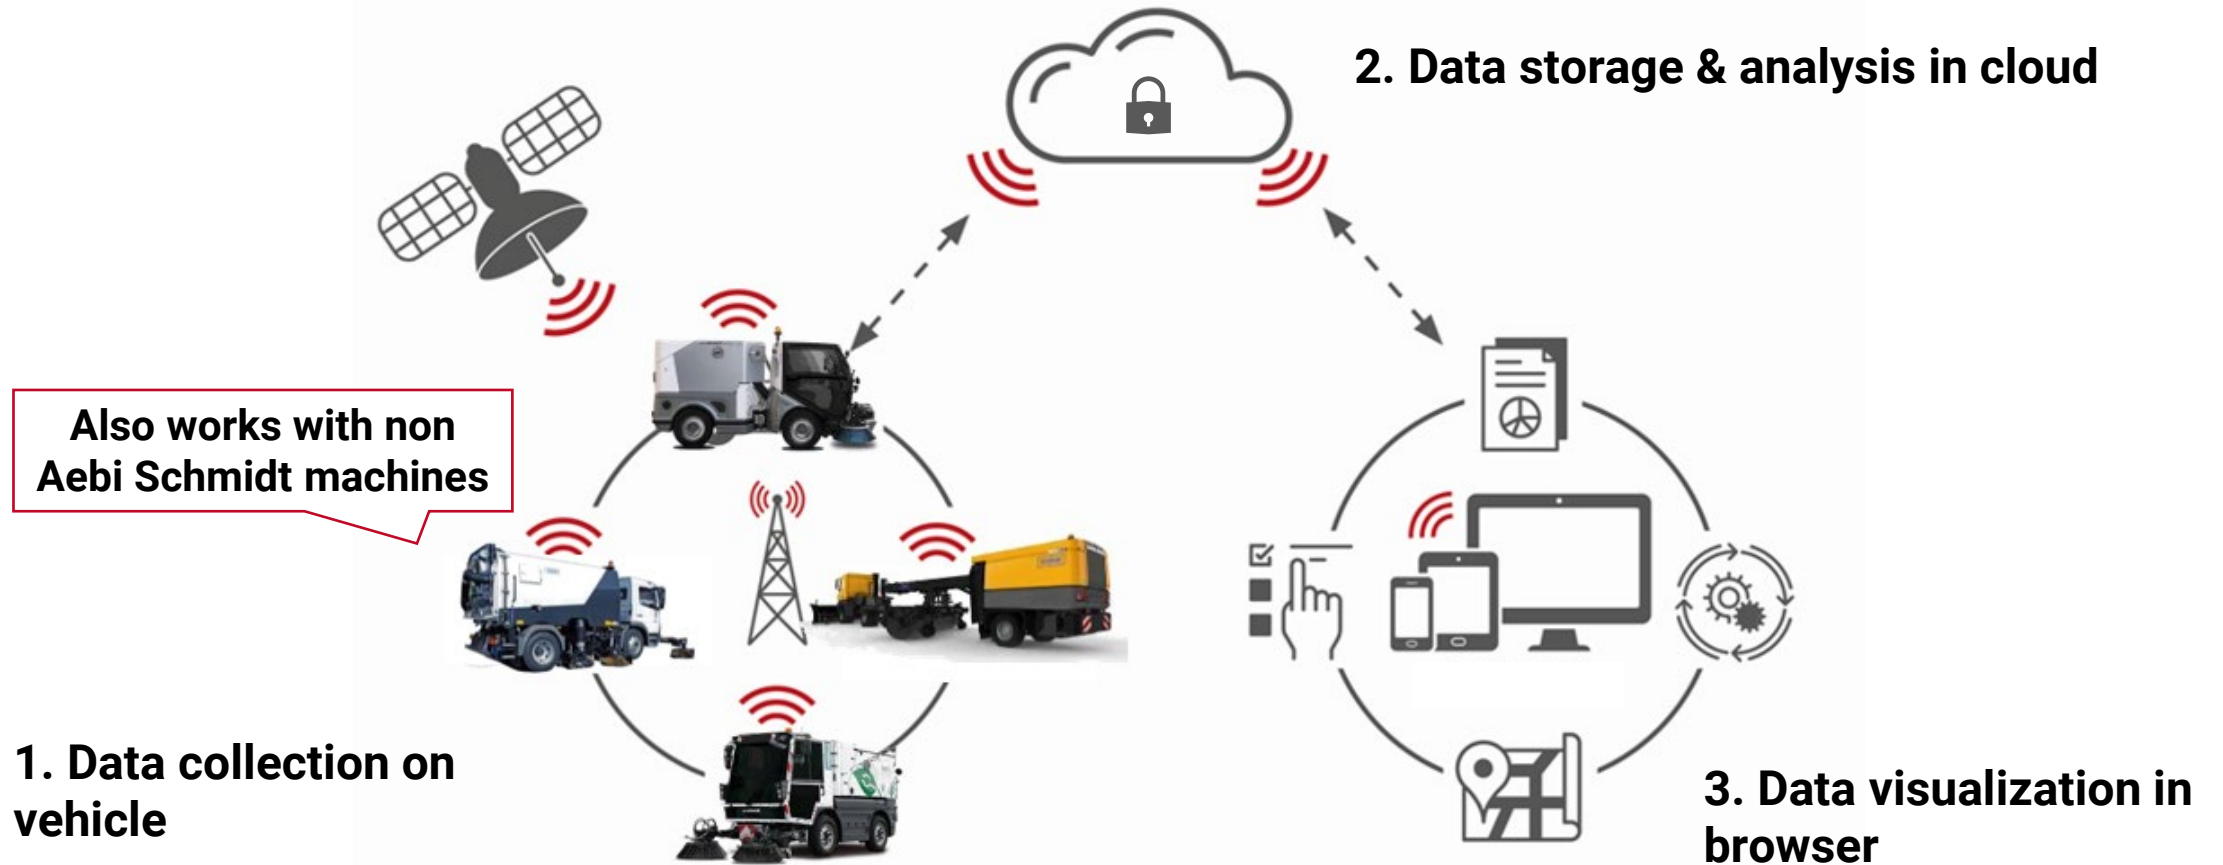 2. Data storage & analysis in cloud
Also works with non
Aebi Schmidt machines
1. Data collection on
vehicle
3. Data visualization in
browser